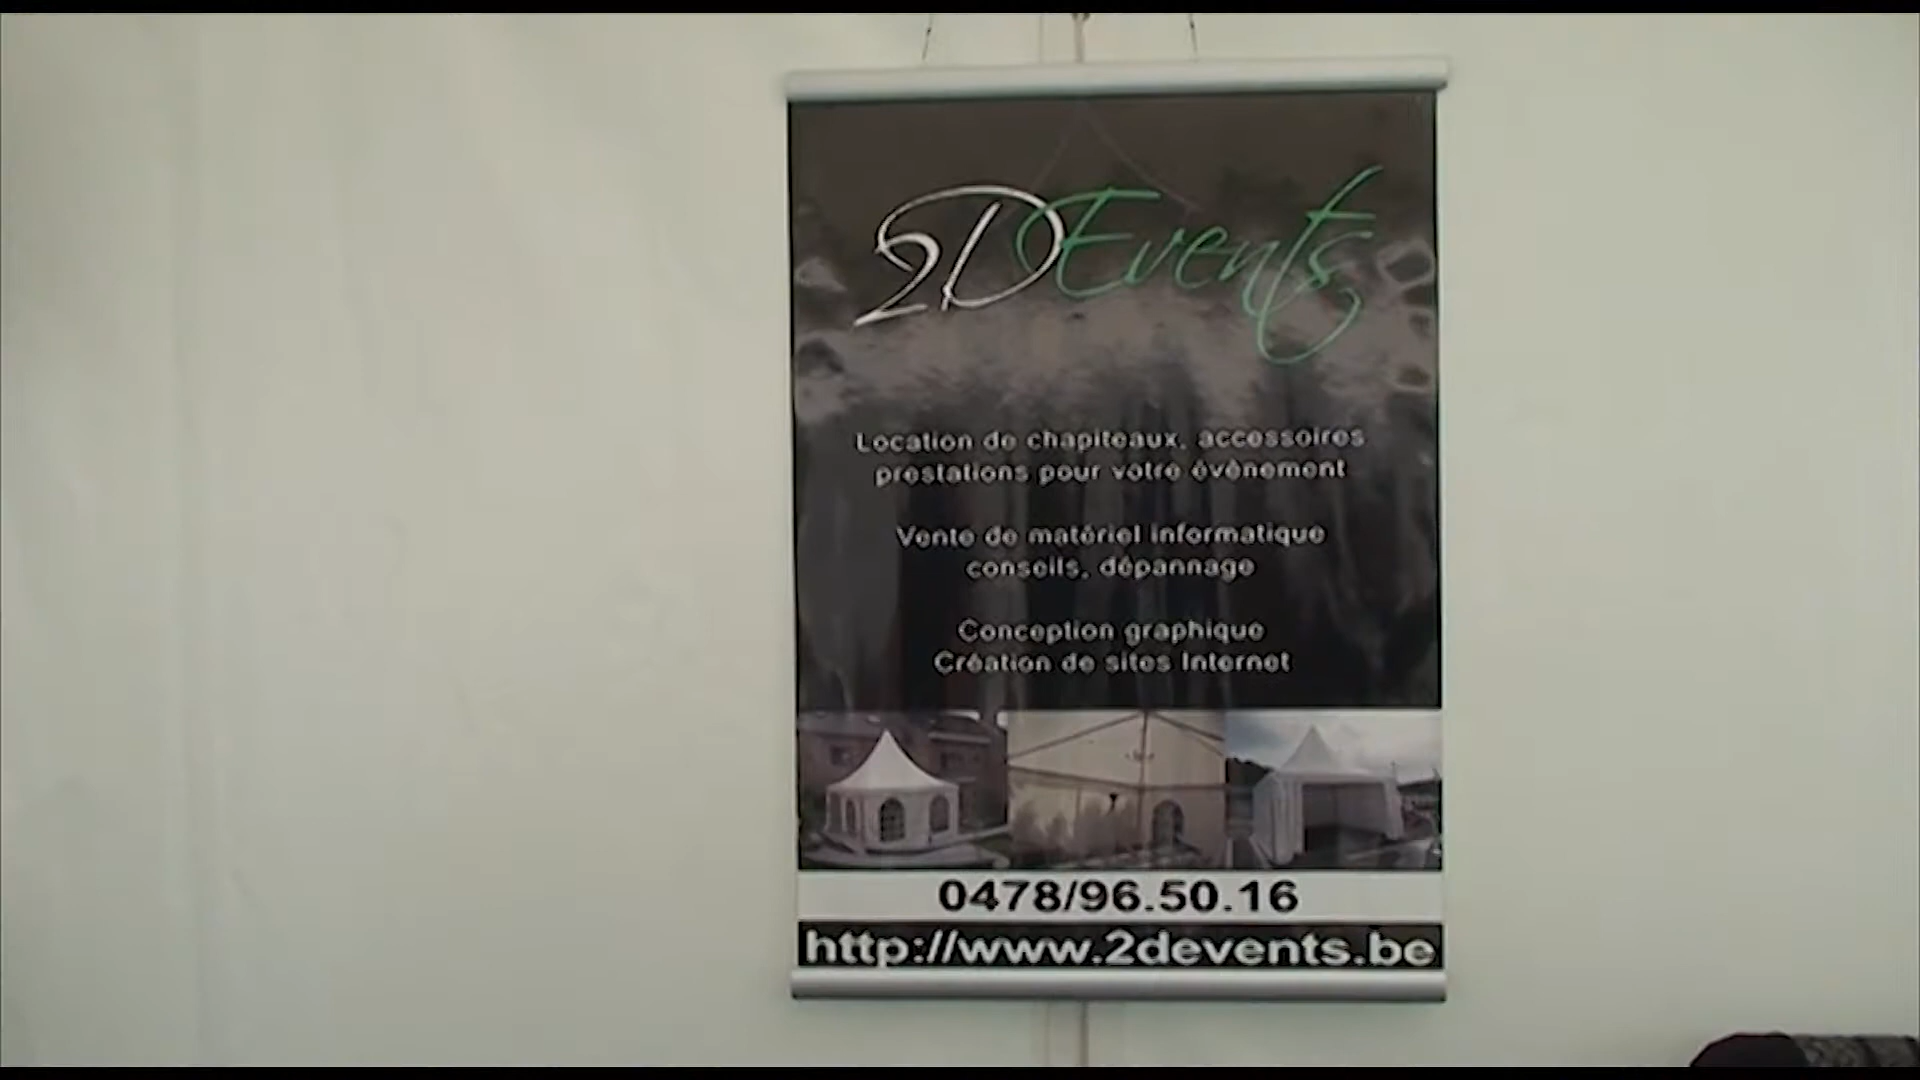 2DEvents
Location de chapiteaux, accessoires
prestations pour votre évènement
Vente de matériel informatique
conseils, dépannage
Conception graphique
Création de sites Internet
0478/96.50.16
http://www.2devents.be